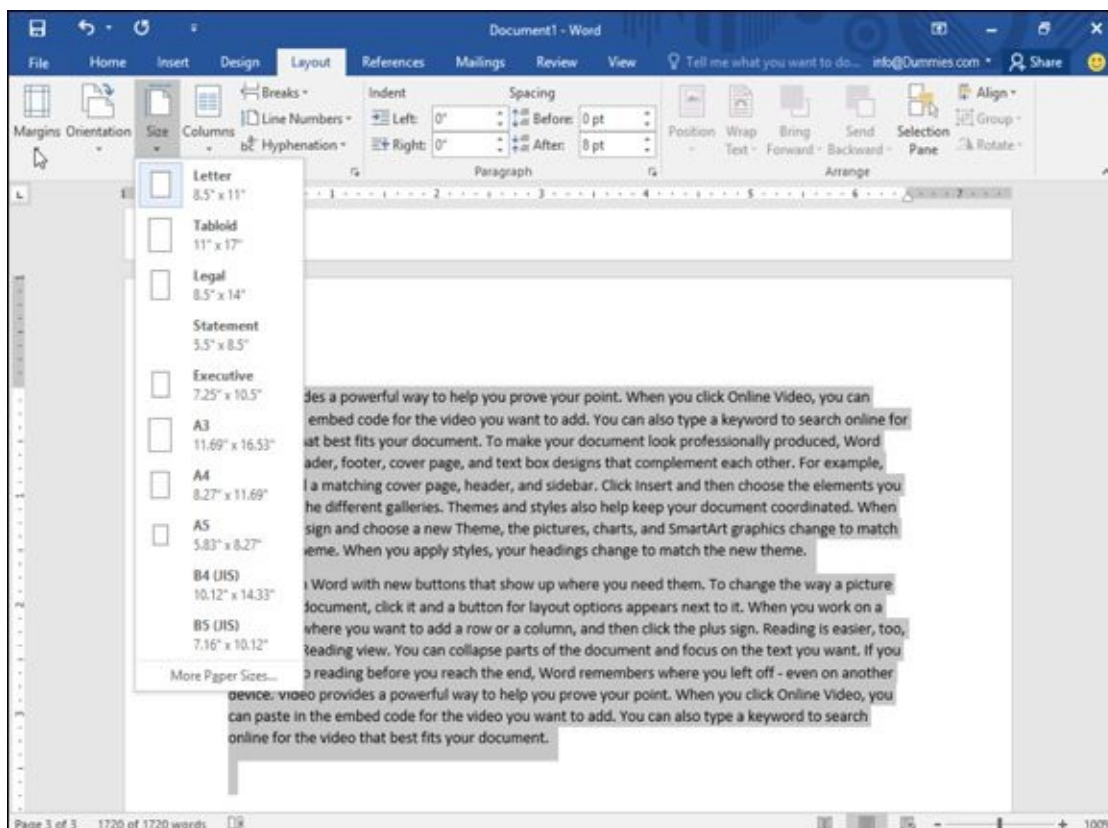 Document1 - Word
File Home Insert Design Layout References Mailings Review View Tell me what you want to do... info@Dummies.com Share
Margins Orientation Size Columns
Breaks
Line Numbers
Hyphenation
Indent Spacing
Left: 0" Before: 0 pt
Right: 0" After: 8 pt
Paragraph
Position Wrap Text Bring Forward Send Backward Selection Pane
Align
Group
Rotate
Arrange
1 1 2 3 4 5 6 7
Letter
8.5" x 11"
Tabloid
11" x 17"
Legal
8.5" x 14"
Statement
5.5" x 8.5"
Executive
7.25" x 10.5"
A3
11.69" x 16.53"
A4
8.27" x 11.69"
A5
5.83" x 8.27"
B4 (JIS)
10.12" x 14.33"
B5 (JIS)
7.16" x 10.12"
More Paper Sizes...
des a powerful way to help you prove your point. When you click Online Video, you can
embed code for the video you want to add. You can also type a keyword to search online for
at best fits your document. To make your document look professionally produced, Word
ader, footer, cover page, and text box designs that complement each other. For example,
a matching cover page, header, and sidebar. Click Insert and then choose the elements you
he different galleries. Themes and styles also help keep your document coordinated. When
sign and choose a new Theme, the pictures, charts, and SmartArt graphics change to match
eme. When you apply styles, your headings change to match the new theme.
Word with new buttons that show up where you need them. To change the way a picture
document, click it and a button for layout options appears next to it. When you work on a
where you want to add a row or a column, and then click the plus sign. Reading is easier, too,
Reading view. You can collapse parts of the document and focus on the text you want. If you
reading before you reach the end, Word remembers where you left off - even on another
device. Video provides a powerful way to help you prove your point. When you click Online Video, you
can paste in the embed code for the video you want to add. You can also type a keyword to search
online for the video that best fits your document.
Page 3 of 3 1720 of 1720 words 100%